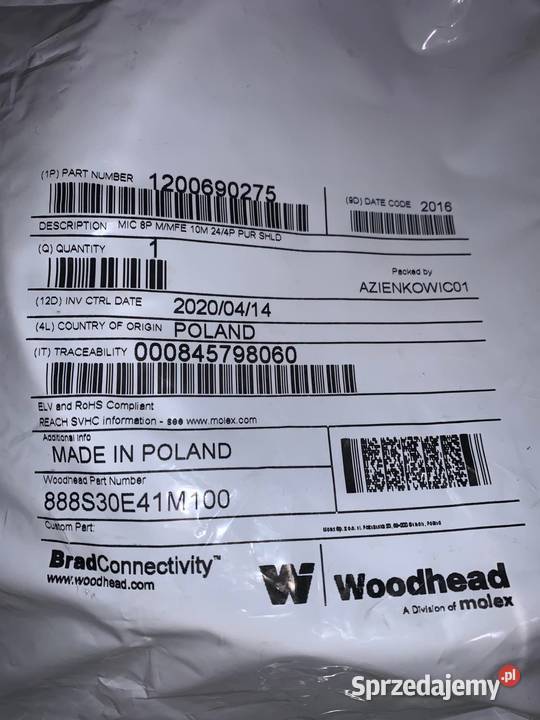 (1P) PART NUMBER 1200690275
(9D) DATE CODE 2016
DESCRIPTION MIC 8P M/MFE 10M 24/4P PUR SHLD
(Q) QUANTITY 1
Packed by
AZIENKOWIC01
(12D) INV CTRL DATE 2020/04/14
(4L) COUNTRY OF ORIGIN POLAND
(1T) TRACEABILITY 000845798060
ELV and RoHS Compliant
REACH SVHC information - see www.molex.com
Additional Info
MADE IN POLAND
Woodhead Part Number
888S30E41M100
Custom Part:
BradConnectivity™
www.woodhead.com
W Woodhead
A Division of molex
Sprzedajemy.pl